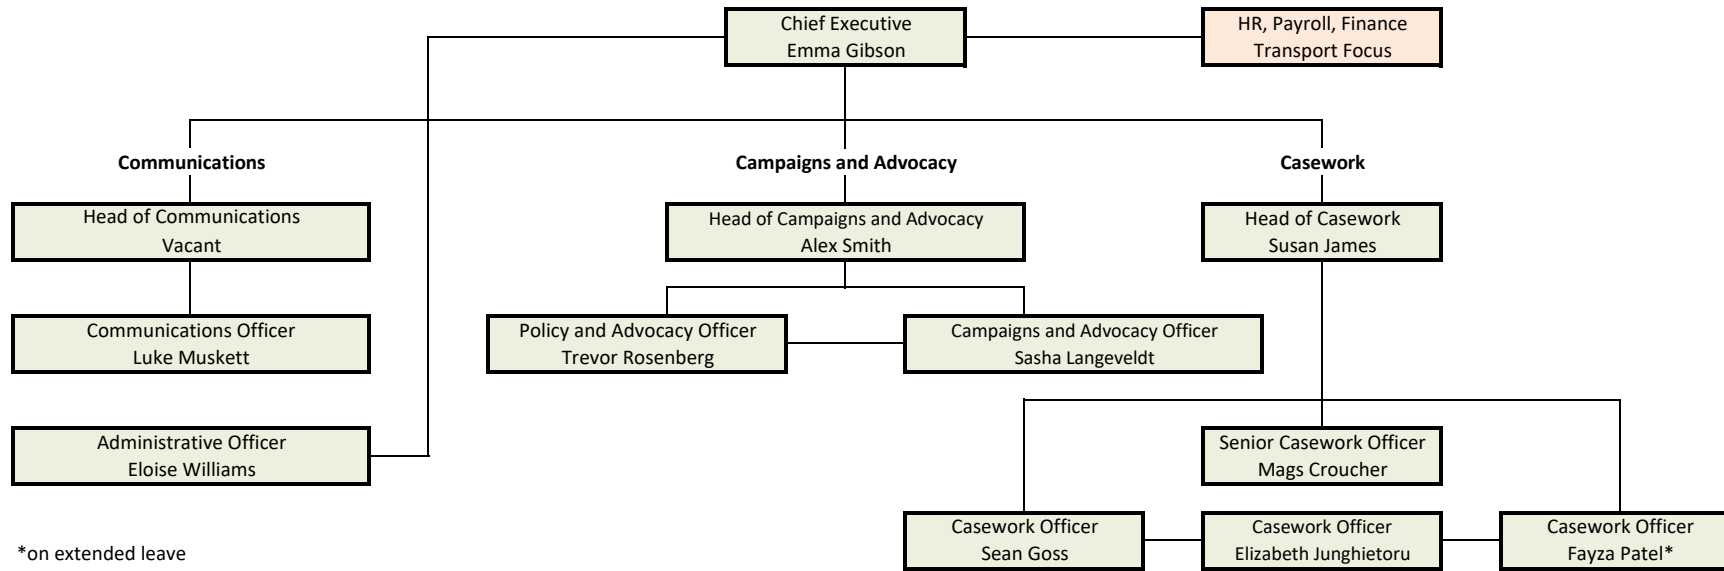 Chief Executive
Emma Gibson
HR, Payroll, Finance
Transport Focus
Communications
Campaigns and Advocacy
Casework
Head of Communications
Vacant
Head of Campaigns and Advocacy
Alex Smith
Head of Casework
Susan James
Communications Officer
Luke Muskett
Policy and Advocacy Officer
Trevor Rosenberg
Campaigns and Advocacy Officer
Sasha Langeveldt
Administrative Officer
Eloise Williams
Senior Casework Officer
Mags Croucher
Casework Officer
Sean Goss
Casework Officer
Elizabeth Junghietoru
Casework Officer
Fayza Patel*
*on extended leave